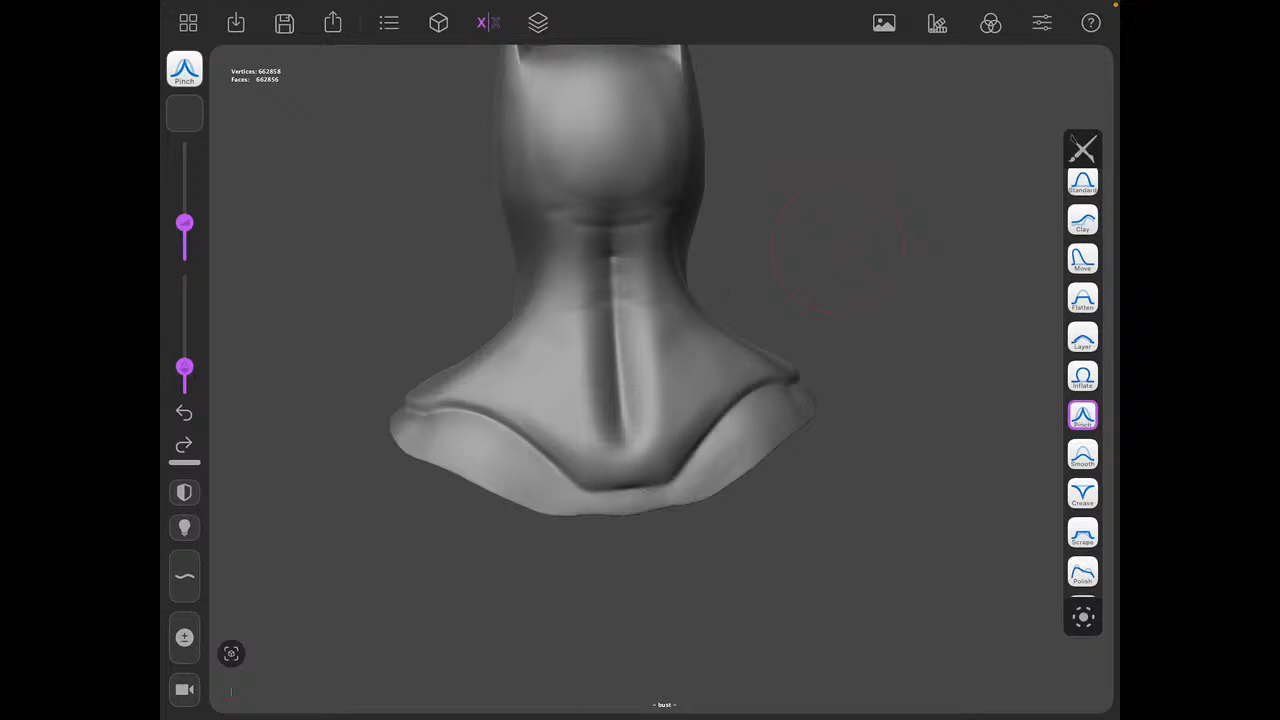 Pinch
Vertices: 662858
Faces: 662856
Standard
Clay
Move
Flatten
Layer
Inflate
Pinch
Smooth
Crease
Scrape
Polish
~ bust ~